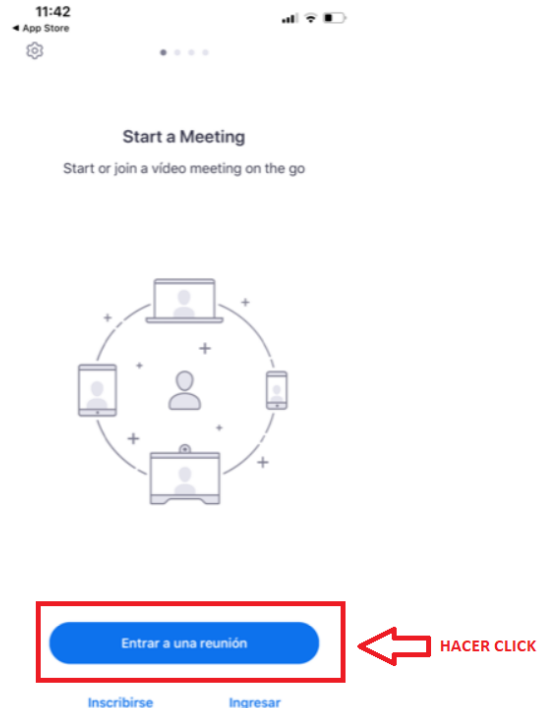 11:42
◀ App Store
Start a Meeting
Start or join a vídeo meeting on the go
Entrar a una reunión
HACER CLICK
Inscribirse
Ingresar